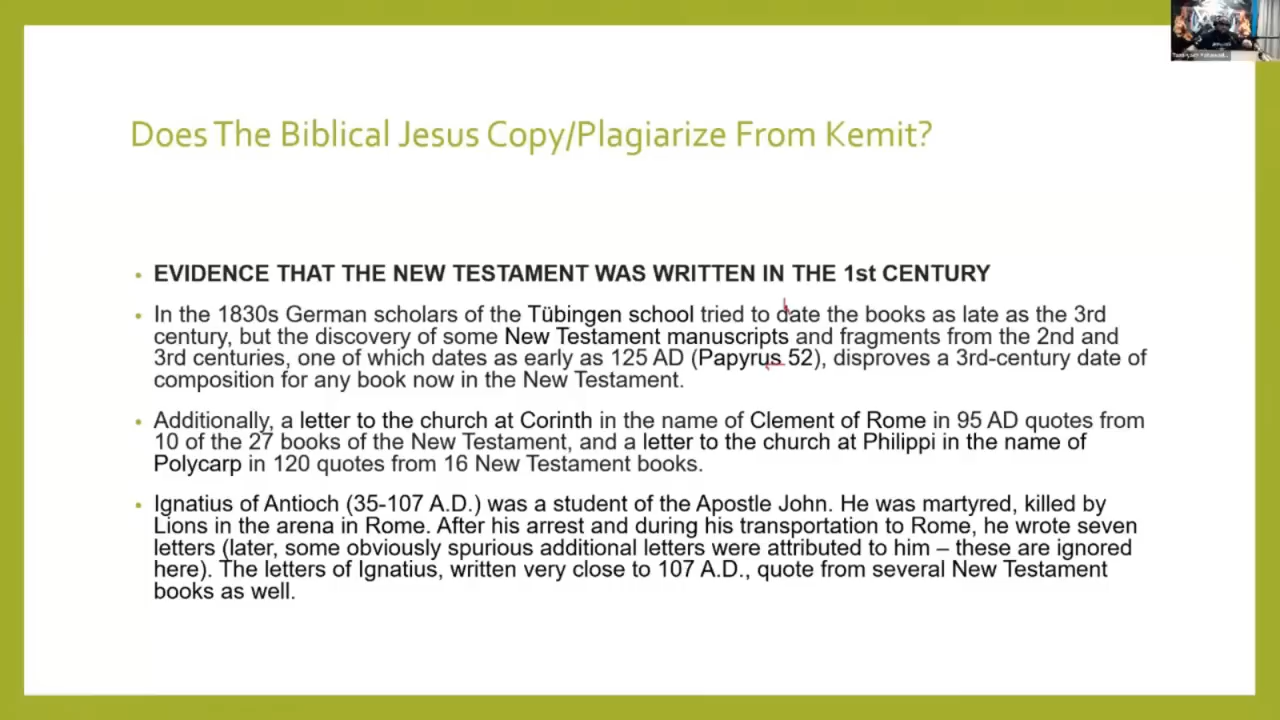 Does The Biblical Jesus Copy/Plagiarize From Kemit?
• EVIDENCE THAT THE NEW TESTAMENT WAS WRITTEN IN THE 1st CENTURY
• In the 1830s German scholars of the Tübingen school tried to date the books as late as the 3rd
century, but the discovery of some New Testament manuscripts and fragments from the 2nd and
3rd centuries, one of which dates as early as 125 AD (Papyrus 52), disproves a 3rd-century date of
composition for any book now in the New Testament.
• Additionally, a letter to the church at Corinth in the name of Clement of Rome in 95 AD quotes from
10 of the 27 books of the New Testament, and a letter to the church at Philippi in the name of
Polycarp in 120 quotes from 16 New Testament books.
• Ignatius of Antioch (35-107 A.D.) was a student of the Apostle John. He was martyred, killed by
Lions in the arena in Rome. After his arrest and during his transportation to Rome, he wrote seven
letters (later, some obviously spurious additional letters were attributed to him – these are ignored
here). The letters of Ignatius, written very close to 107 A.D., quote from several New Testament
books as well.